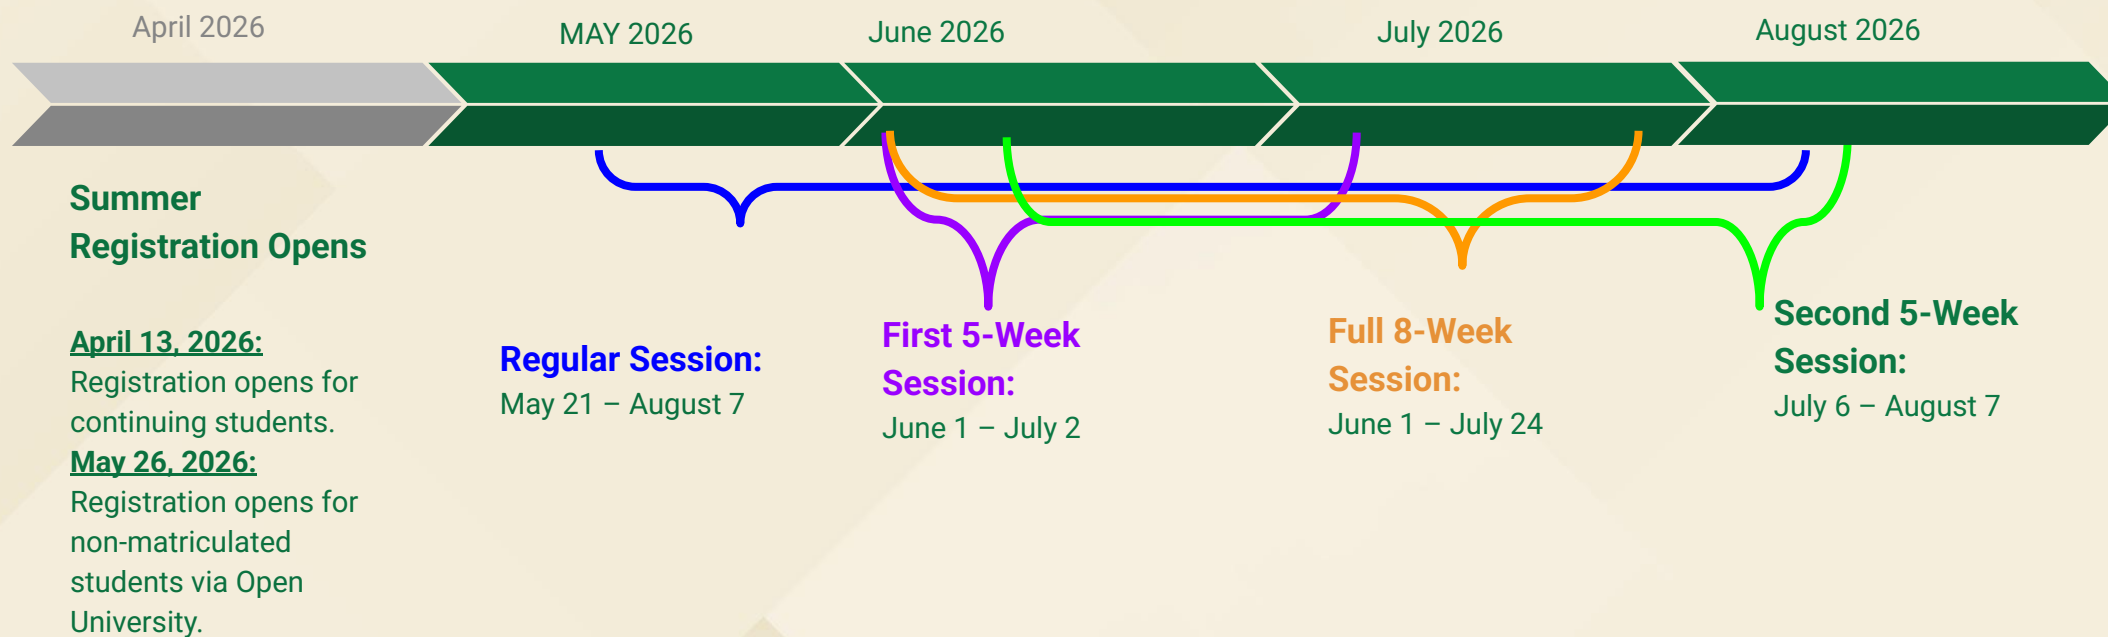 April 2026
MAY 2026
June 2026
July 2026
August 2026
Summer
Registration Opens
April 13, 2026:
Registration opens for
continuing students.
May 26, 2026:
Registration opens for
non-matriculated
students via Open
University.
Regular Session:
May 21 – August 7
First 5-Week
Session:
June 1 – July 2
Full 8-Week
Session:
June 1 – July 24
Second 5-Week
Session:
July 6 – August 7